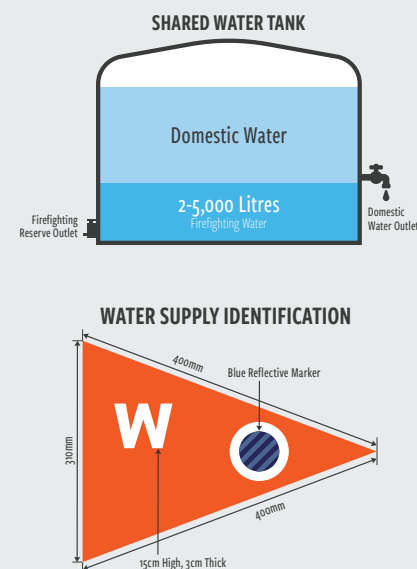 SHARED WATER TANK
Domestic Water
2-5,000 Litres
Firefighting Water
Firefighting
Reserve Outlet
Domestic
Water Outlet
WATER SUPPLY IDENTIFICATION
400mm
Blue Reflective Marker
W
310mm
400mm
15cm High, 3cm Thick